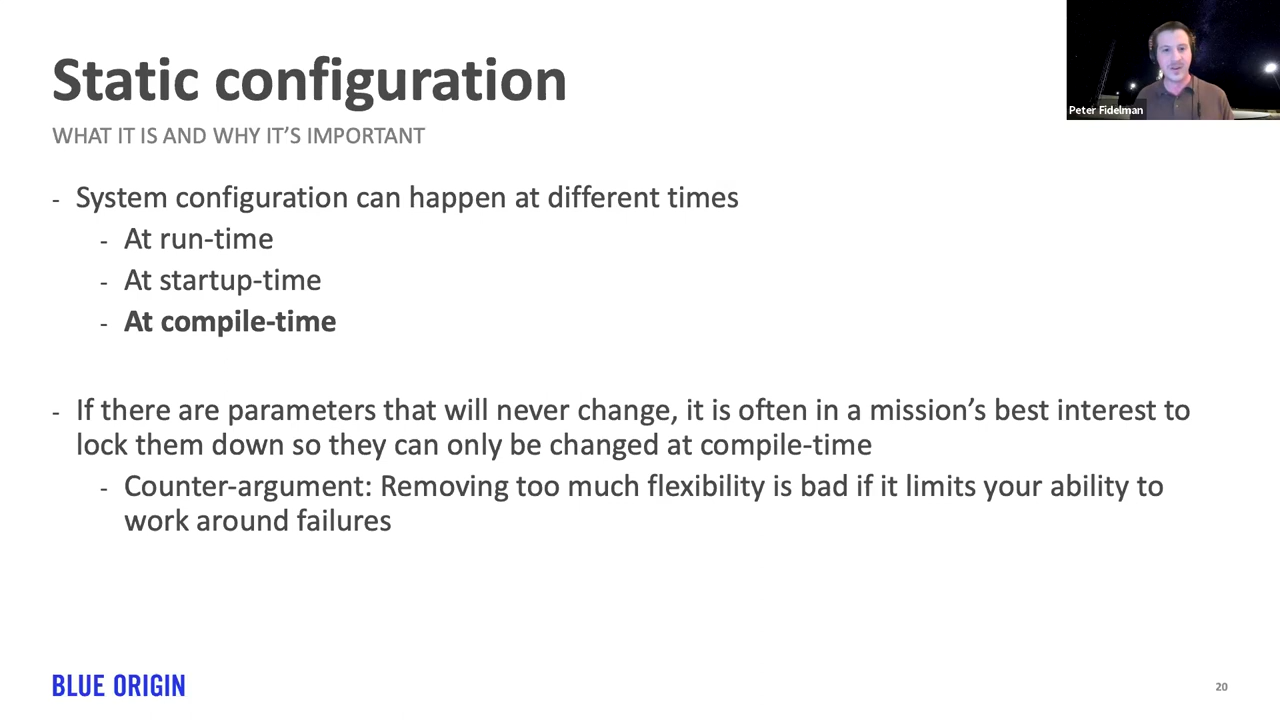 Static configuration
WHAT IT IS AND WHY IT'S IMPORTANT
Peter Fidelman
- System configuration can happen at different times
- At run-time
- At startup-time
- At compile-time
- If there are parameters that will never change, it is often in a mission's best interest to
lock them down so they can only be changed at compile-time
- Counter-argument: Removing too much flexibility is bad if it limits your ability to
work around failures
BLUE ORIGIN
20